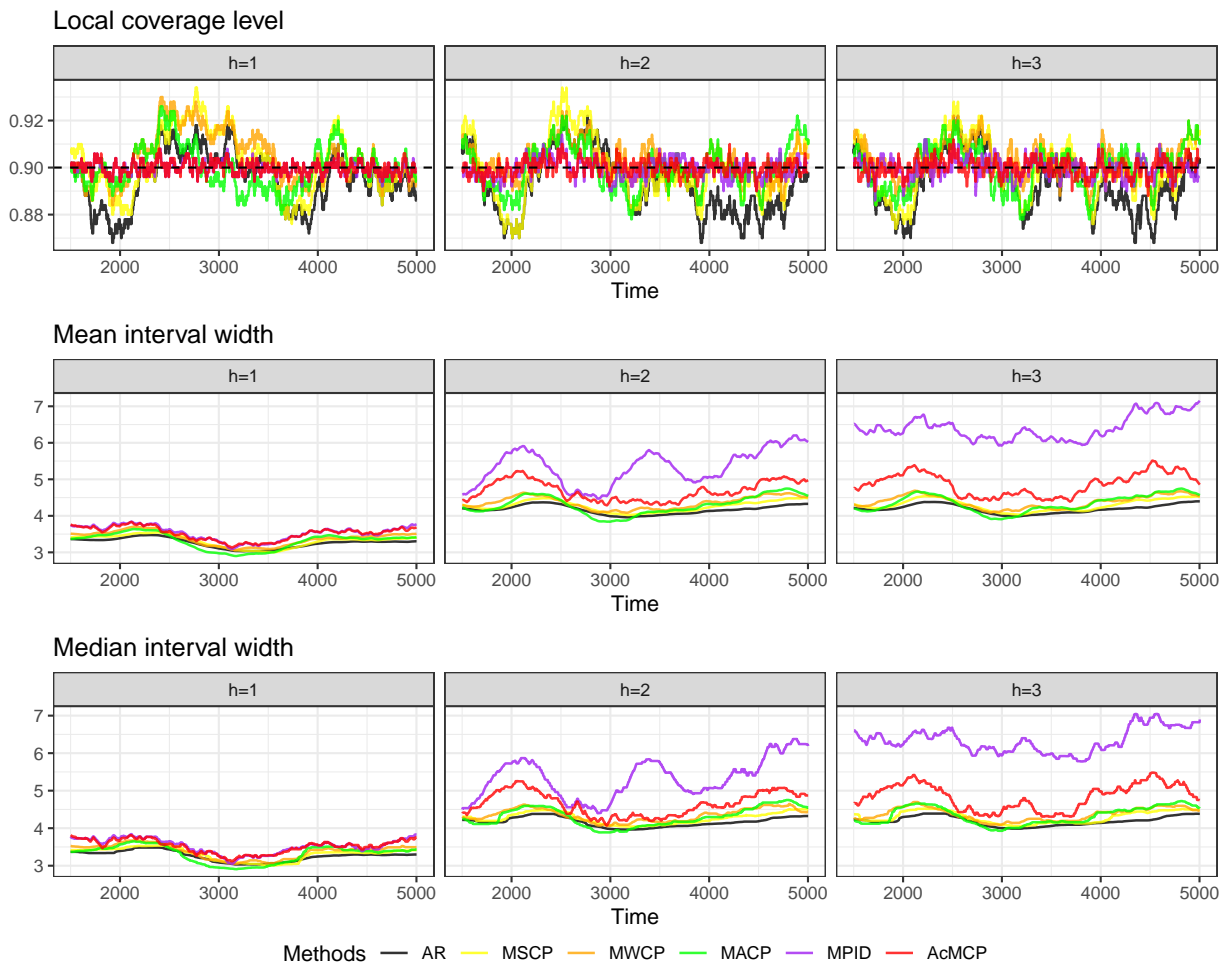 Local coverage level
h=1 h=2 h=3
0.92
0.90
0.88
2000 3000 4000 5000 2000 3000 4000 5000 2000 3000 4000 5000
Time
Mean interval width
h=1 h=2 h=3
7
6
5
4
3
2000 3000 4000 5000 2000 3000 4000 5000 2000 3000 4000 5000
Time
Median interval width
h=1 h=2 h=3
7
6
5
4
3
2000 3000 4000 5000 2000 3000 4000 5000 2000 3000 4000 5000
Time
Methods AR MSCP MWCP MACP MPID AcMCP